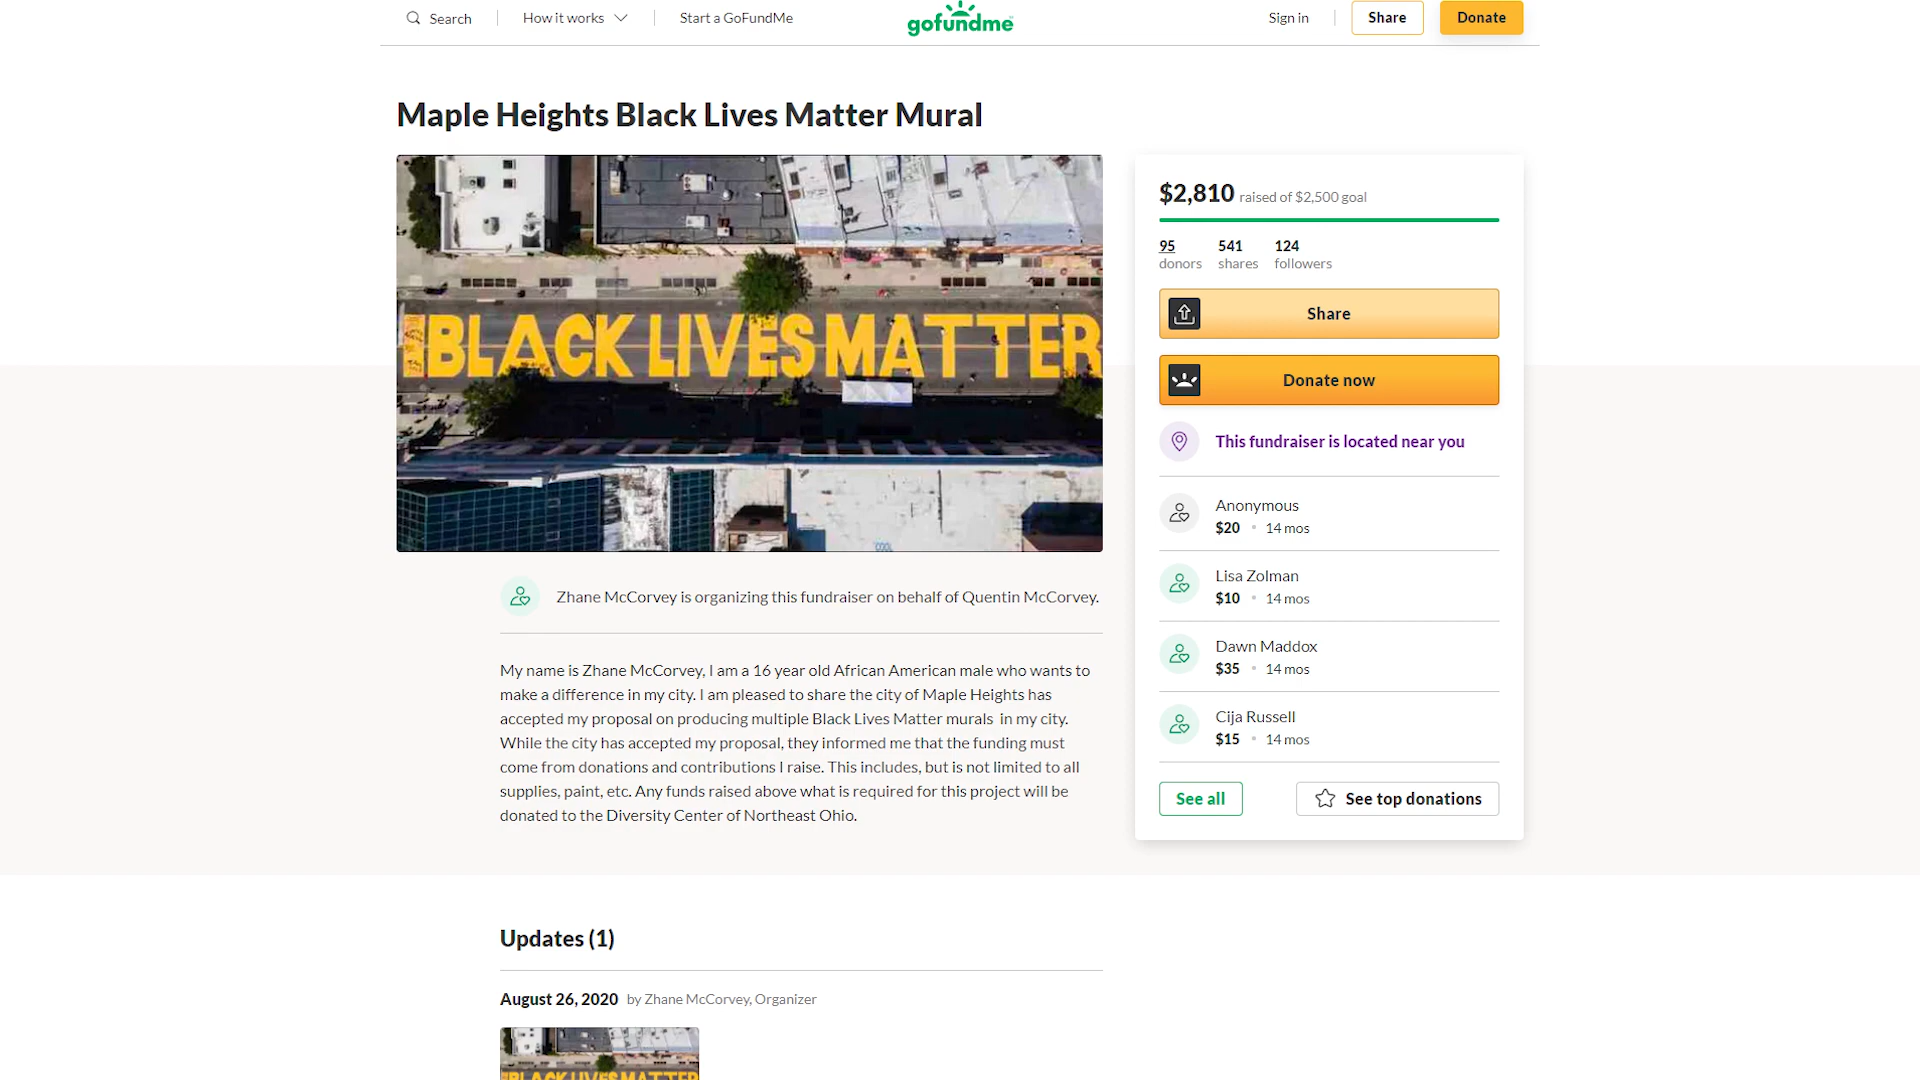 Search
How it works
Start a GoFundMe
gofundme
Sign in
Share
Donate
Maple Heights Black Lives Matter Mural
BLACK LIVES MATTER
$2,810 raised of $2,500 goal
95 541 124
donors shares followers
Share
Donate now
This fundraiser is located near you
Anonymous
$20 • 14 mos
Lisa Zolman
$10 • 14 mos
Dawn Maddox
$35 • 14 mos
Cija Russell
$15 • 14 mos
See all
See top donations
Zhane McCorvey is organizing this fundraiser on behalf of Quentin McCorvey.
My name is Zhane McCorvey, I am a 16 year old African American male who wants to
make a difference in my city. I am pleased to share the city of Maple Heights has
accepted my proposal on producing multiple Black Lives Matter murals in my city.
While the city has accepted my proposal, they informed me that the funding must
come from donations and contributions I raise. This includes, but is not limited to all
supplies, paint, etc. Any funds raised above what is required for this project will be
donated to the Diversity Center of Northeast Ohio.
Updates (1)
August 26, 2020 by Zhane McCorvey, Organizer
BLACK LIVES MATTER